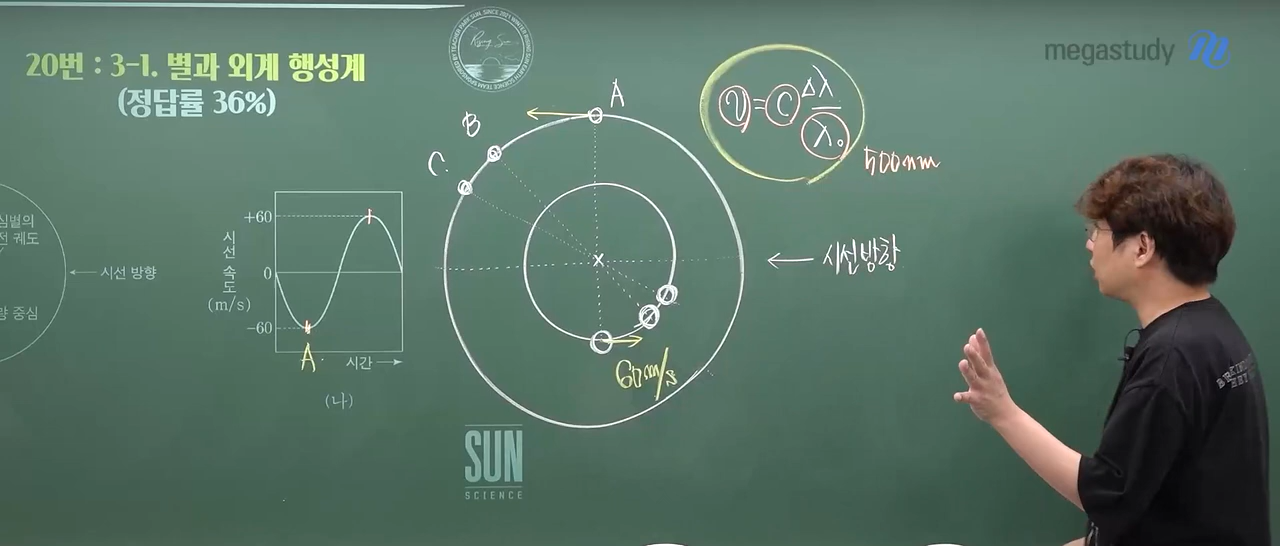 20번 : 3-1. 별과 외계 행성계
(정답률 36%)
Rising Sun
megastudy
A
B
C
v = c Δλ/λ₀
500nm
시선 방향
시선방향
+60
0
-60
시선 속도
(m/s)
A
시간
(나)
60m/s
SUN
SCIENCE